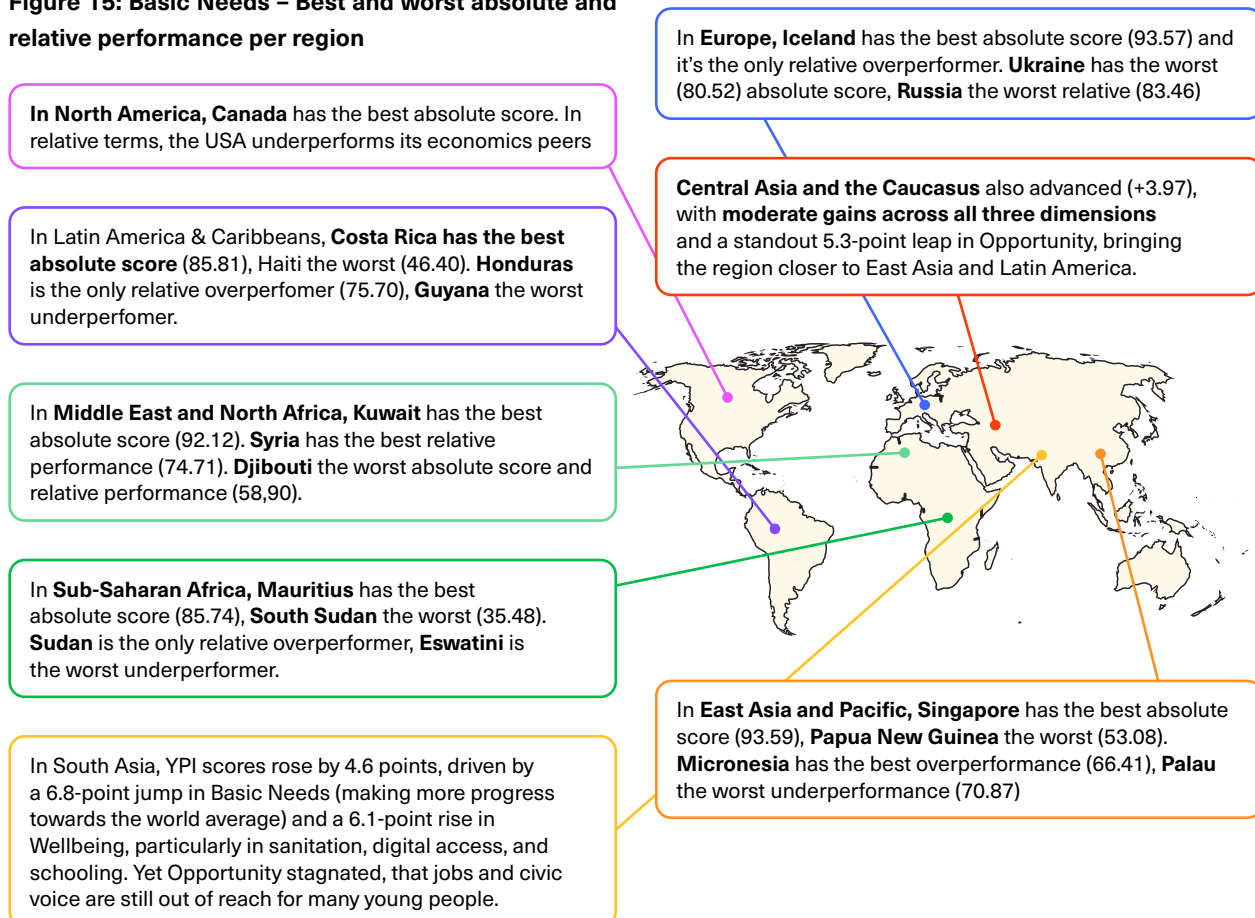 Figure 15: Basic Needs – Best and worst absolute and
relative performance per region
In North America, Canada has the best absolute score. In
relative terms, the USA underperforms its economics peers
In Latin America & Caribbeans, Costa Rica has the best
absolute score (85.81), Haiti the worst (46.40). Honduras
is the only relative overperfomer (75.70), Guyana the worst
underperfomer.
In Middle East and North Africa, Kuwait has the best
absolute score (92.12). Syria has the best relative
performance (74.71). Djibouti the worst absolute score and
relative performance (58,90).
In Sub-Saharan Africa, Mauritius has the best
absolute score (85.74), South Sudan the worst (35.48).
Sudan is the only relative overperformer, Eswatini is
the worst underperformer.
In South Asia, YPI scores rose by 4.6 points, driven by
a 6.8-point jump in Basic Needs (making more progress
towards the world average) and a 6.1-point rise in
Wellbeing, particularly in sanitation, digital access, and
schooling. Yet Opportunity stagnated, that jobs and civic
voice are still out of reach for many young people.
In Europe, Iceland has the best absolute score (93.57) and
it's the only relative overperformer. Ukraine has the worst
(80.52) absolute score, Russia the worst relative (83.46)
Central Asia and the Caucasus also advanced (+3.97),
with moderate gains across all three dimensions
and a standout 5.3-point leap in Opportunity, bringing
the region closer to East Asia and Latin America.
In East Asia and Pacific, Singapore has the best absolute
score (93.59), Papua New Guinea the worst (53.08).
Micronesia has the best overperformance (66.41), Palau
the worst underperformance (70.87)